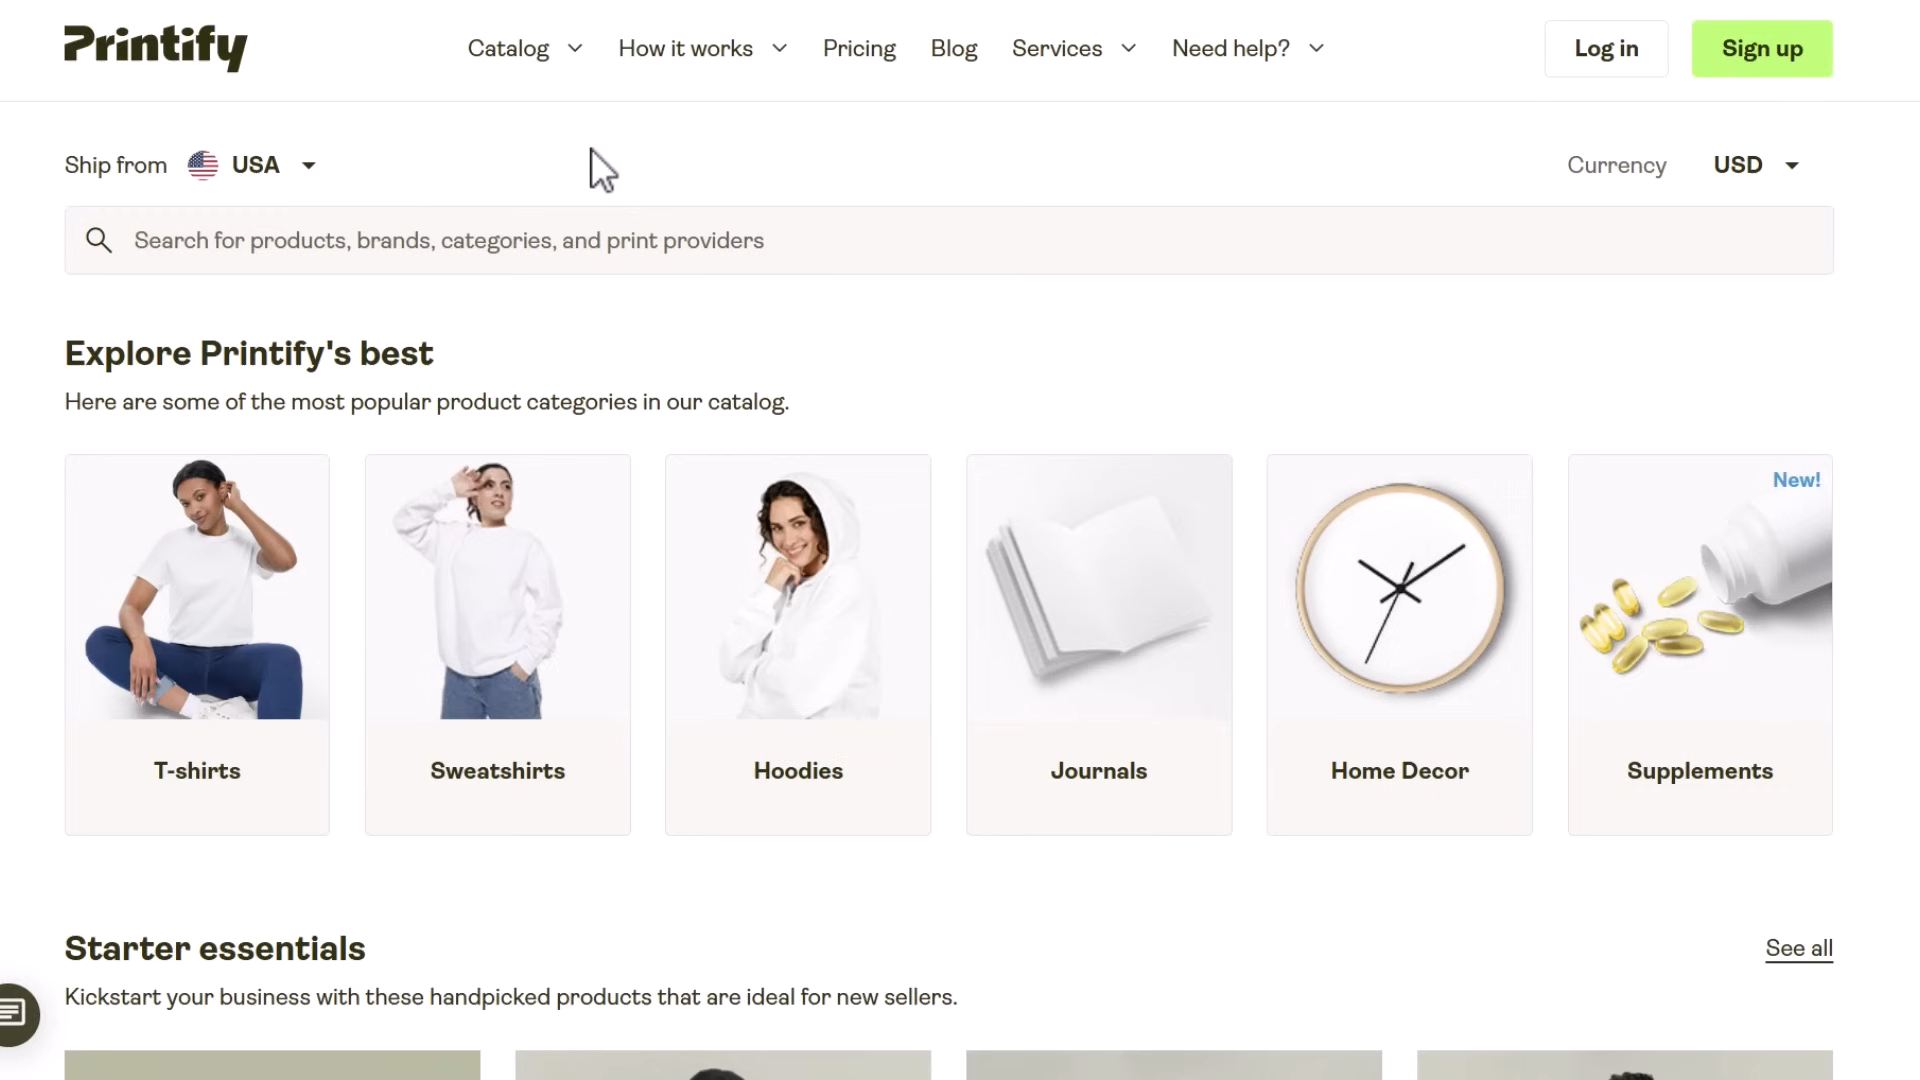 Printify
Catalog How it works Pricing Blog Services Need help? Log in Sign up
Ship from USA Currency USD
Search for products, brands, categories, and print providers
Explore Printify's best
Here are some of the most popular product categories in our catalog.
New!
T-shirts Sweatshirts Hoodies Journals Home Decor Supplements
Starter essentials See all
Kickstart your business with these handpicked products that are ideal for new sellers.